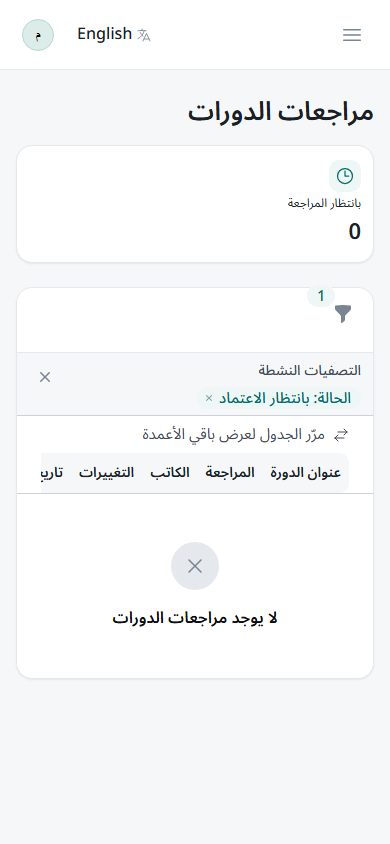 م
English
مراجعات الدورات
بانتظار المراجعة
0
1
التصفيات النشطة
الحالة: بانتظار الاعتماد ×
مرّر الجدول لعرض باقي الأعمدة
عنوان الدورة المراجعة الكاتب التغييرات
لا يوجد مراجعات الدورات